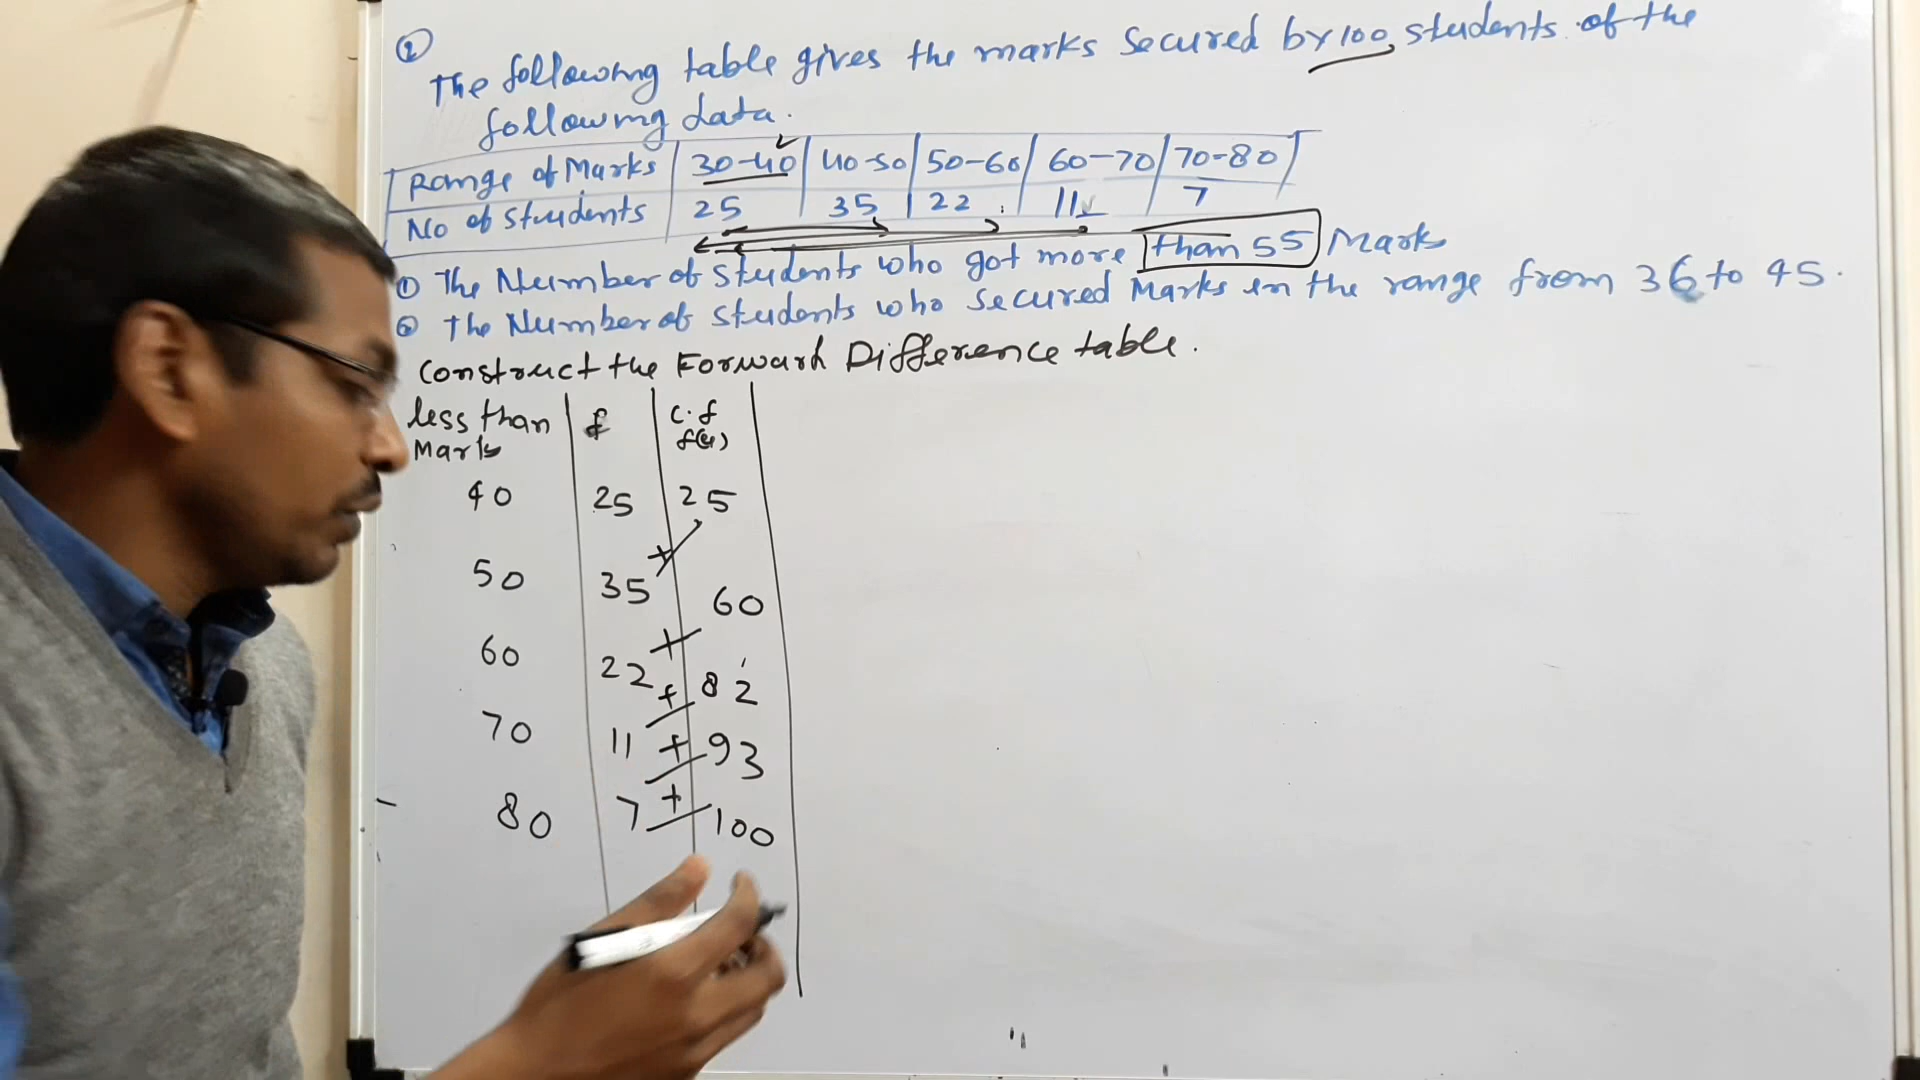 ②
The following table gives the marks secured by 100 students of the
following data.
Range of Marks | 30-40 | 40-50 | 50-60 | 60-70 | 70-80
No of students | 25 | 35 | 22 | 11 | 7
① The Number of students who got more than 55 Marks
② The Number of students who secured Marks in the range from 36 to 45.
Construct the Forward Difference table.
less than Marks | f | c.f f(x)
40 25 25
50 + 35 60
60 + 22 82
70 + 11 93
80 + 7 100